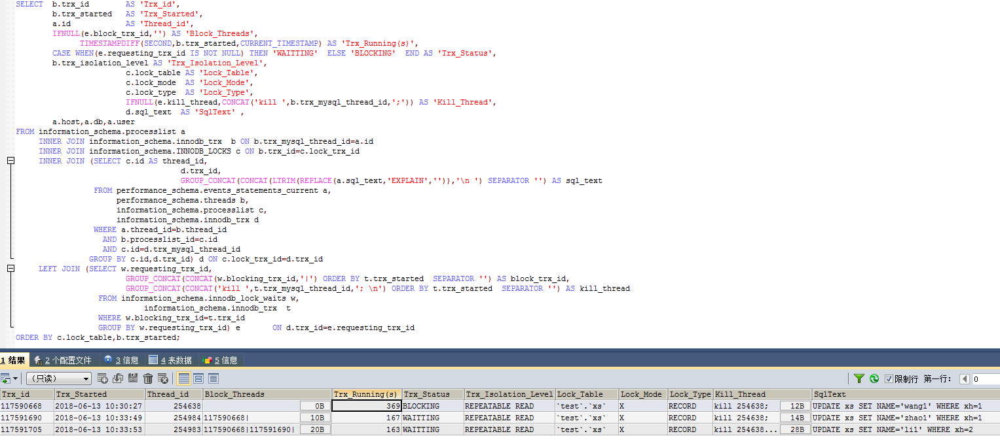 SELECT b.trx_id AS 'Trx_id',
b.trx_started AS 'Trx_Started',
a.id AS 'Thread_id',
IFNULL(e.block_trx_id,'') AS 'Block_Threads',
TIMESTAMPDIFF(SECOND,b.trx_started,CURRENT_TIMESTAMP) AS 'Trx_Running(s)',
CASE WHEN(e.requesting_trx_id IS NOT NULL) THEN 'WAITTING' ELSE 'BLOCKING' END AS 'Trx_Status',
b.trx_isolation_level AS 'Trx_Isolation_Level',
c.lock_table AS 'Lock_Table',
c.lock_mode AS 'Lock_Mode',
c.lock_type AS 'Lock_Type',
IFNULL(e.kill_thread,CONCAT('kill ',b.trx_mysql_thread_id,';')) AS 'Kill_Thread',
d.sql_text AS 'SqlText' ,
a.host,a.db,a.user
FROM information_schema.processlist a
INNER JOIN information_schema.innodb_trx b ON b.trx_mysql_thread_id=a.id
INNER JOIN information_schema.INNODB_LOCKS c ON b.trx_id=c.lock_trx_id
INNER JOIN (SELECT c.id AS thread_id,
d.trx_id,
GROUP_CONCAT(CONCAT(LTRIM(REPLACE(a.sql_text,'EXPLAIN','')),'\n ') SEPARATOR '') AS sql_text
FROM performance_schema.events_statements_current a,
performance_schema.threads b,
information_schema.processlist c,
information_schema.innodb_trx d
WHERE a.thread_id=b.thread_id
AND b.processlist_id=c.id
AND c.id=d.trx_mysql_thread_id
GROUP BY c.id,d.trx_id) d ON c.lock_trx_id=d.trx_id
LEFT JOIN (SELECT w.requesting_trx_id,
GROUP_CONCAT(CONCAT(w.blocking_trx_id,'|') ORDER BY t.trx_started SEPARATOR '') AS block_trx_id,
GROUP_CONCAT(CONCAT('kill ',t.trx_mysql_thread_id,'; \n') ORDER BY t.trx_started SEPARATOR '') AS kill_thread
FROM information_schema.innodb_lock_waits w,
information_schema.innodb_trx t
WHERE w.blocking_trx_id=t.trx_id
GROUP BY w.requesting_trx_id) e ON d.trx_id=e.requesting_trx_id
ORDER BY c.lock_table,b.trx_started;
1 结果 2 个配置文件 3 信息 4 表数据 5 信息
（只读） 限制行 第一行: 0
Trx_id Trx_Started Thread_id Block_Threads Trx_Running(s) Trx_Status Trx_Isolation_Level Lock_Table Lock_Mode Lock_Type Kill_Thread SqlText
117590668 2018-06-13 10:30:27 254638 0B 369 BLOCKING REPEATABLE READ `test`.`xs` X RECORD kill 254638; 12B UPDATE xs SET NAME='wang1' WHERE xh=1
117591690 2018-06-13 10:33:49 254984 117590668| 10B 167 WAITTING REPEATABLE READ `test`.`xs` X RECORD kill 254638; 14B UPDATE xs SET NAME='zhao1' WHERE xh=1
117591705 2018-06-13 10:33:53 254983 117590668|117591690| 20B 163 WAITTING REPEATABLE READ `test`.`xs` X RECORD kill 254638... 28B UPDATE xs SET NAME='li1' WHERE xh=2